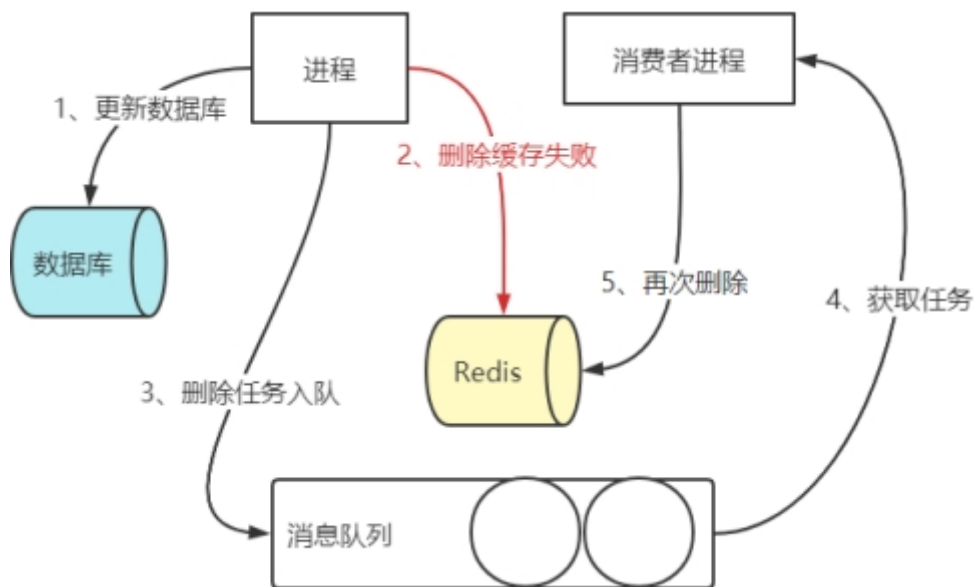 进程
消费者进程
1、更新数据库
2、删除缓存失败
数据库
5、再次删除
4、获取任务
Redis
3、删除任务入队
消息队列